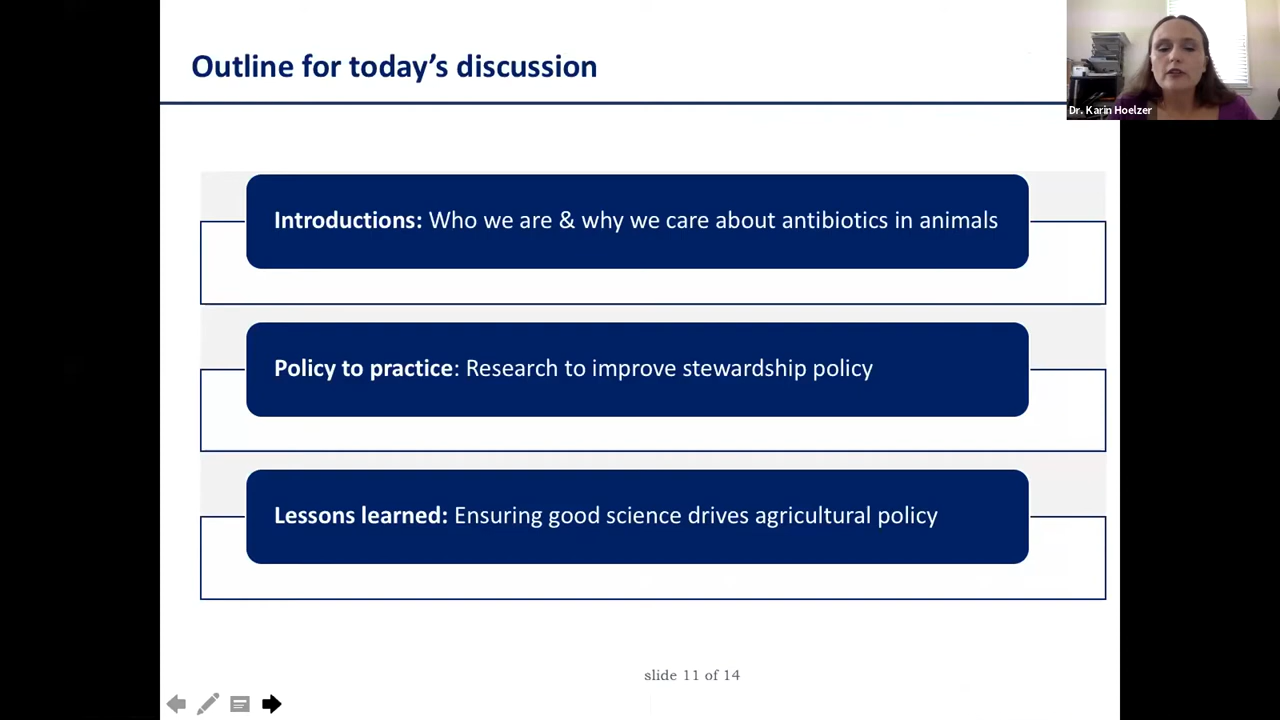 Outline for today's discussion
Dr. Karin Hoelzer
Introductions: Who we are & why we care about antibiotics in animals
Policy to practice: Research to improve stewardship policy
Lessons learned: Ensuring good science drives agricultural policy
slide 11 of 14